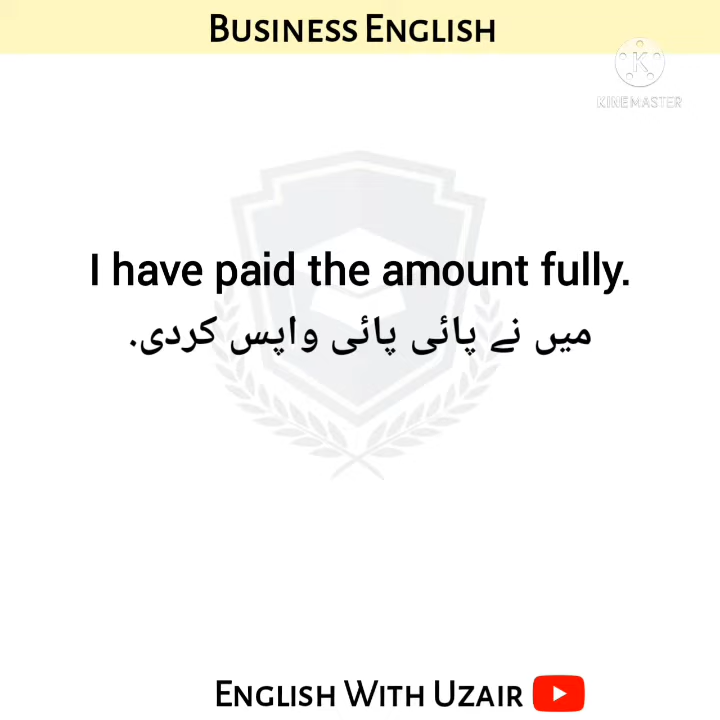 BUSINESS ENGLISH
KINEMASTER
I have paid the amount fully.
میں نے پائی پائی واپس کردی.
ENGLISH WITH UZAIR